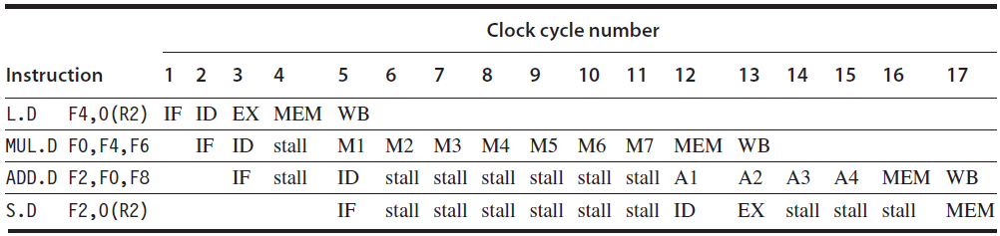 Clock cycle number
Instruction 1 2 3 4 5 6 7 8 9 10 11 12 13 14 15 16 17
L.D F4,0(R2) IF ID EX MEM WB
MUL.D F0,F4,F6 IF ID stall M1 M2 M3 M4 M5 M6 M7 MEM WB
ADD.D F2,F0,F8 IF stall ID stall stall stall stall stall stall A1 A2 A3 A4 MEM WB
S.D F2,0(R2) IF stall stall stall stall stall stall ID EX stall stall stall MEM